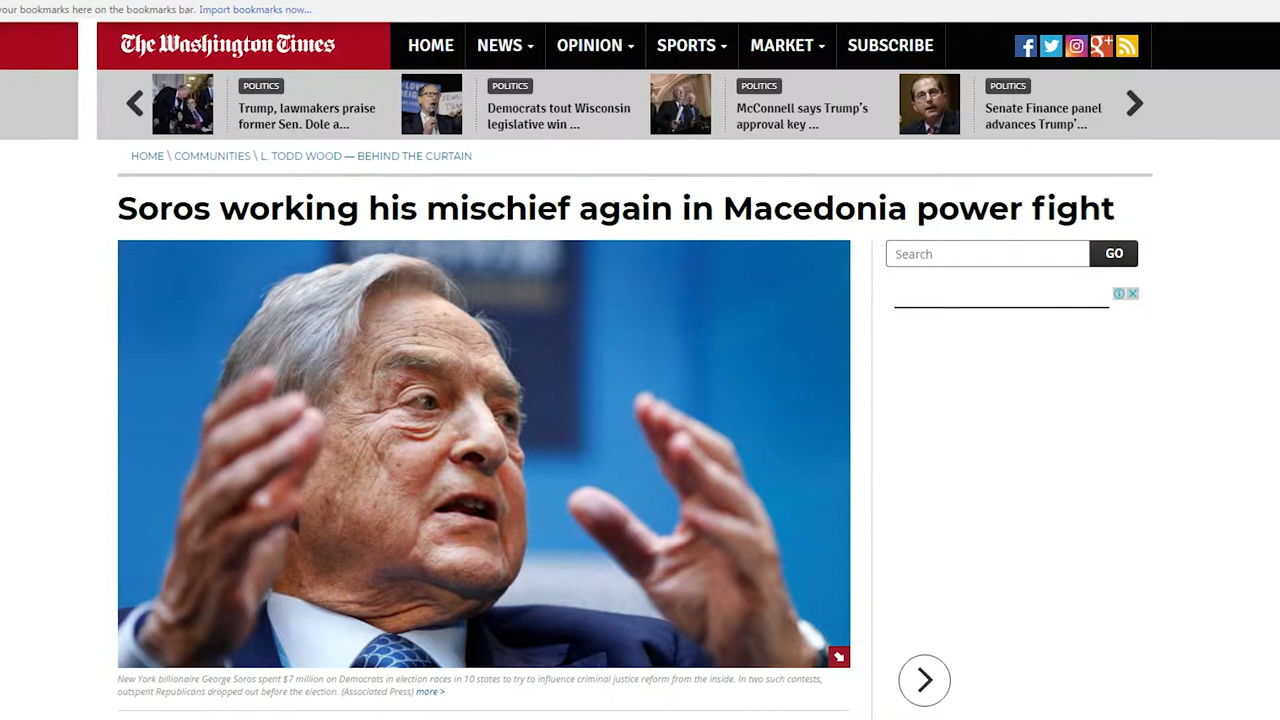 your bookmarks here on the bookmarks bar. Import bookmarks now...
The Washington Times
HOME NEWS OPINION SPORTS MARKET SUBSCRIBE
POLITICS
Trump, lawmakers praise
former Sen. Dole a...
POLITICS
Democrats tout Wisconsin
legislative win ...
POLITICS
McConnell says Trump's
approval key ...
POLITICS
Senate Finance panel
advances Trump'...
HOME \ COMMUNITIES \ L. TODD WOOD — BEHIND THE CURTAIN
Soros working his mischief again in Macedonia power fight
Search GO
New York billionaire George Soros spent $7 million on Democrats in election races in 10 states to try to influence criminal justice reform from the inside. In two such contests,
outspent Republicans dropped out before the election. (Associated Press) more >